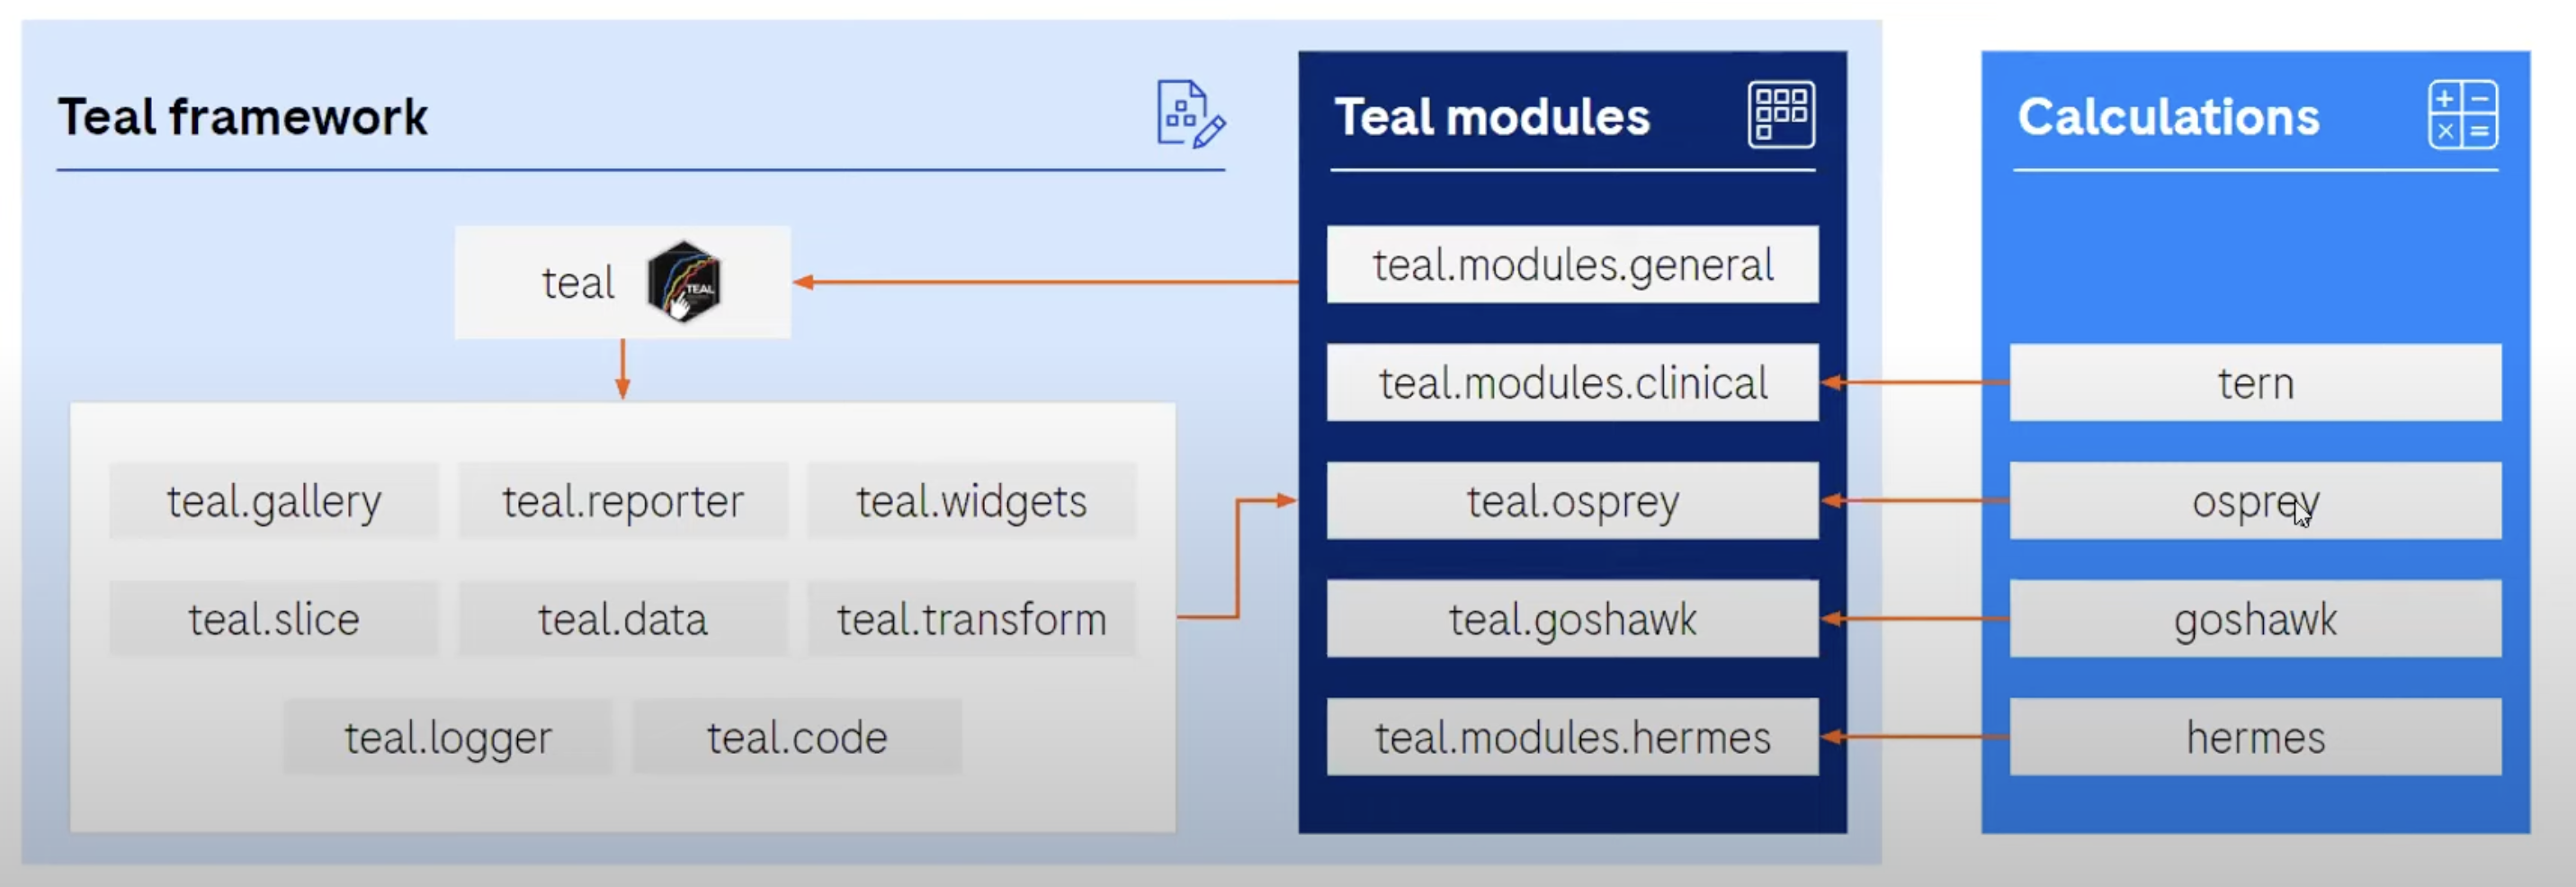 Teal framework
teal
TEAL
teal.gallery
teal.reporter
teal.widgets
teal.slice
teal.data
teal.transform
teal.logger
teal.code
Teal modules
teal.modules.general
teal.modules.clinical
teal.osprey
teal.goshawk
teal.modules.hermes
Calculations
tern
osprey
goshawk
hermes